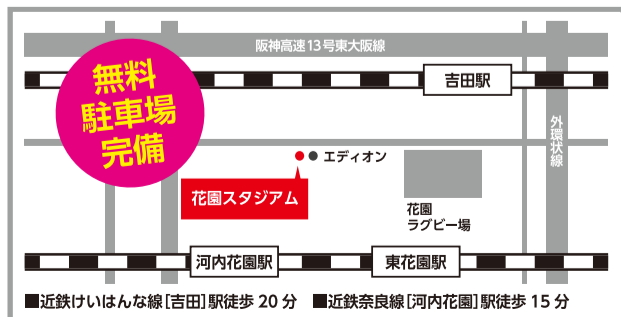 阪神高速13号東大阪線
無料
駐車場
完備
吉田駅
外環状線
エディオン
花園スタジアム
花園
ラグビー場
河内花園駅
東花園駅
■近鉄けいはんな線[吉田]駅徒歩 20 分 ■近鉄奈良線[河内花園]駅徒歩 15 分